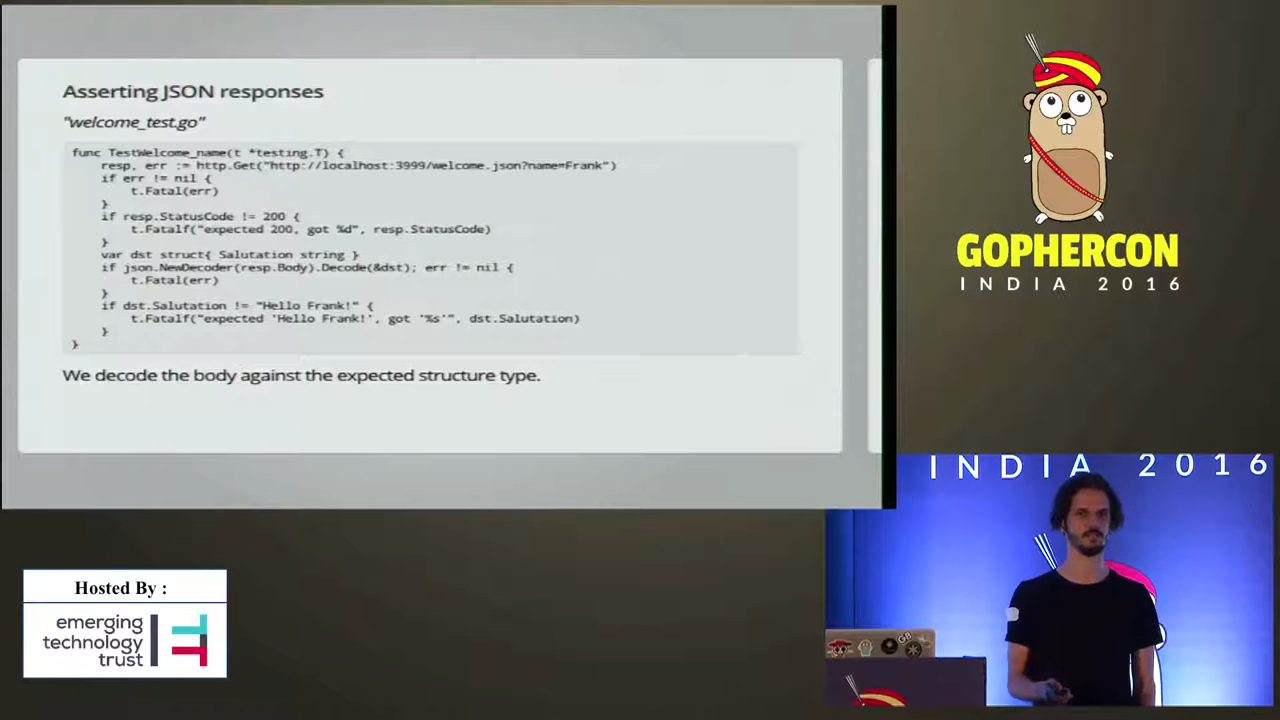 Asserting JSON responses
"welcome_test.go"
func TestWelcome_name(t *testing.T) {
resp, err := http.Get("http://localhost:3999/welcome.json?name=Frank")
if err != nil {
t.Fatal(err)
}
if resp.StatusCode != 200 {
t.Fatalf("expected 200, got %d", resp.StatusCode)
}
var dst struct{ Salutation string }
if json.NewDecoder(resp.Body).Decode(&dst); err != nil {
t.Fatal(err)
}
if dst.Salutation != "Hello Frank!" {
t.Fatalf("expected 'Hello Frank!', got '%s'", dst.Salutation)
}
}
We decode the body against the expected structure type.
GOPHERCON
INDIA 2016
INDIA 2016
GB
Hosted By :
emerging
technology
trust